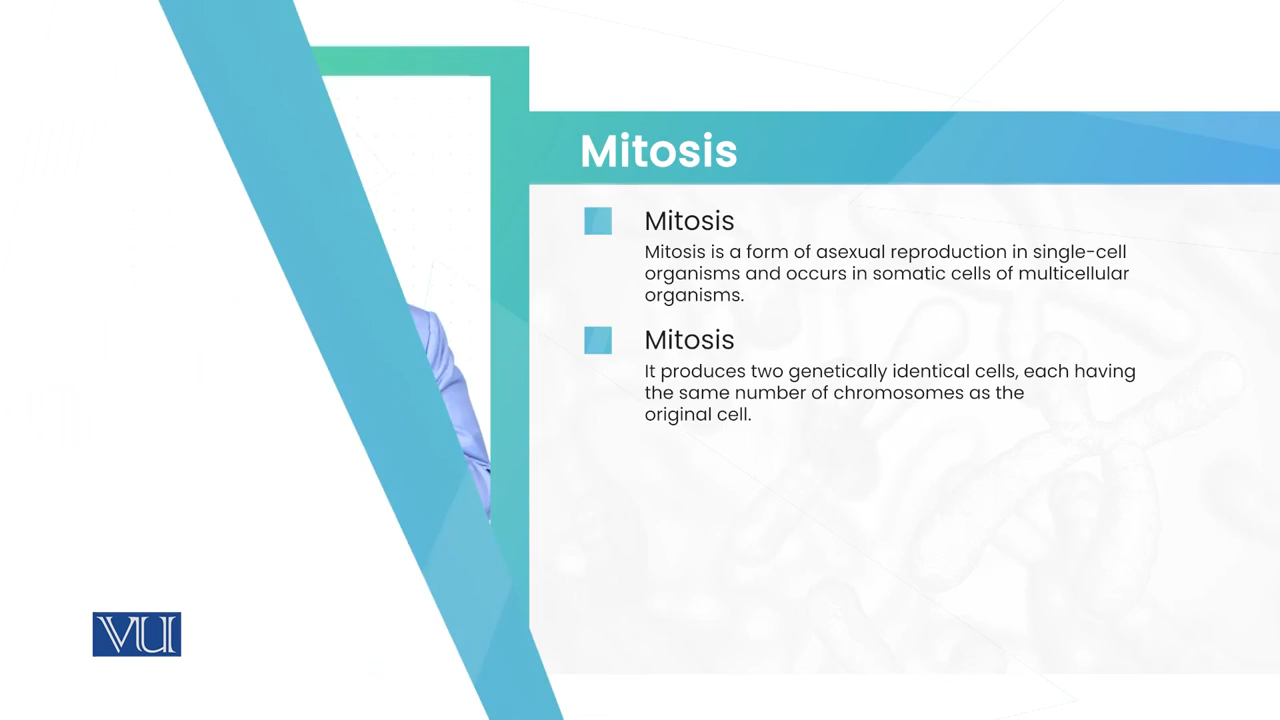 Mitosis
Mitosis
Mitosis is a form of asexual reproduction in single-cell
organisms and occurs in somatic cells of multicellular
organisms.
Mitosis
It produces two genetically identical cells, each having
the same number of chromosomes as the
original cell.
VU